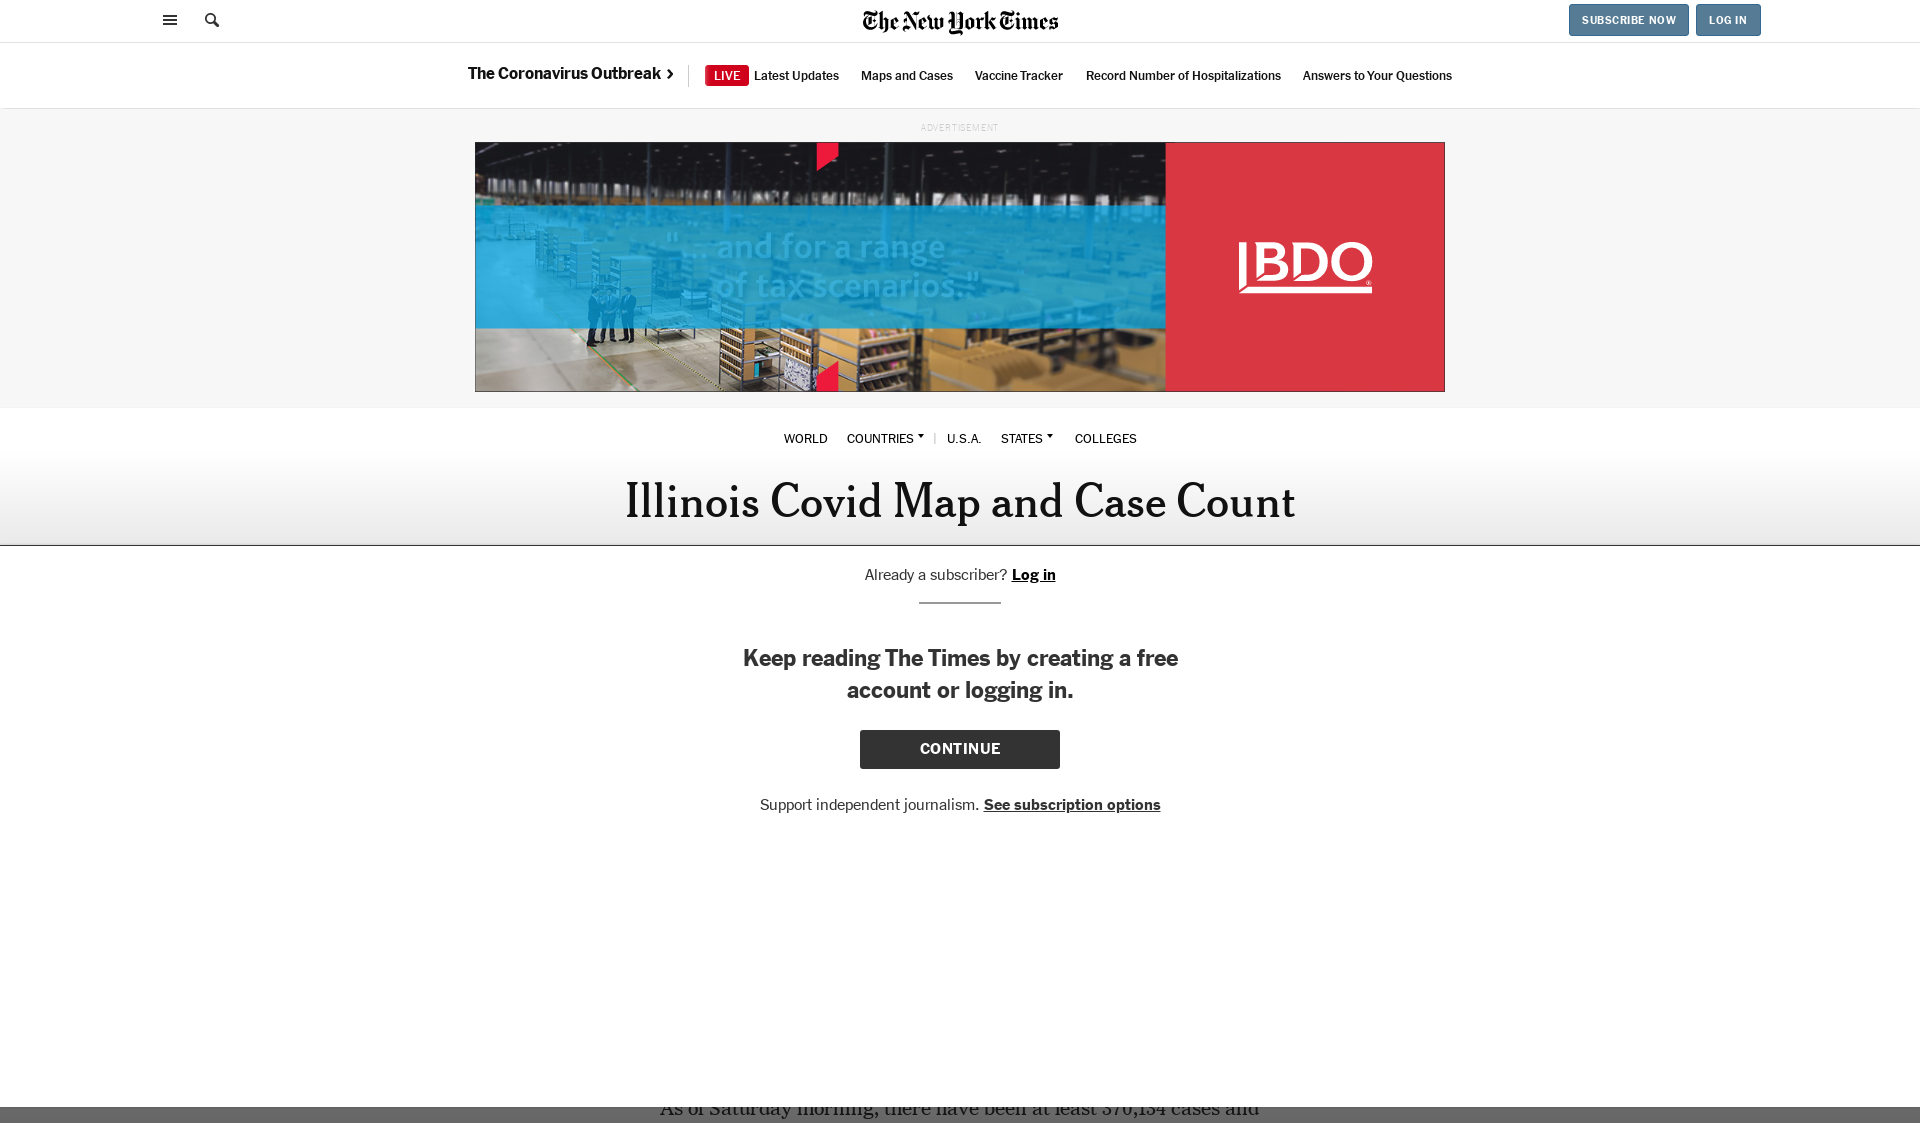 The New York Times
SUBSCRIBE NOW
LOG IN
The Coronavirus Outbreak
LIVE Latest Updates
Maps and Cases
Vaccine Tracker
Record Number of Hospitalizations
Answers to Your Questions
ADVERTISEMENT
"... and for a range
of tax scenarios."
BDO
WORLD COUNTRIES | U.S.A. STATES COLLEGES
Illinois Covid Map and Case Count
Already a subscriber? Log in
Keep reading The Times by creating a free
account or logging in.
CONTINUE
Support independent journalism. See subscription options
As of Saturday morning, there have been at least 370,134 cases and